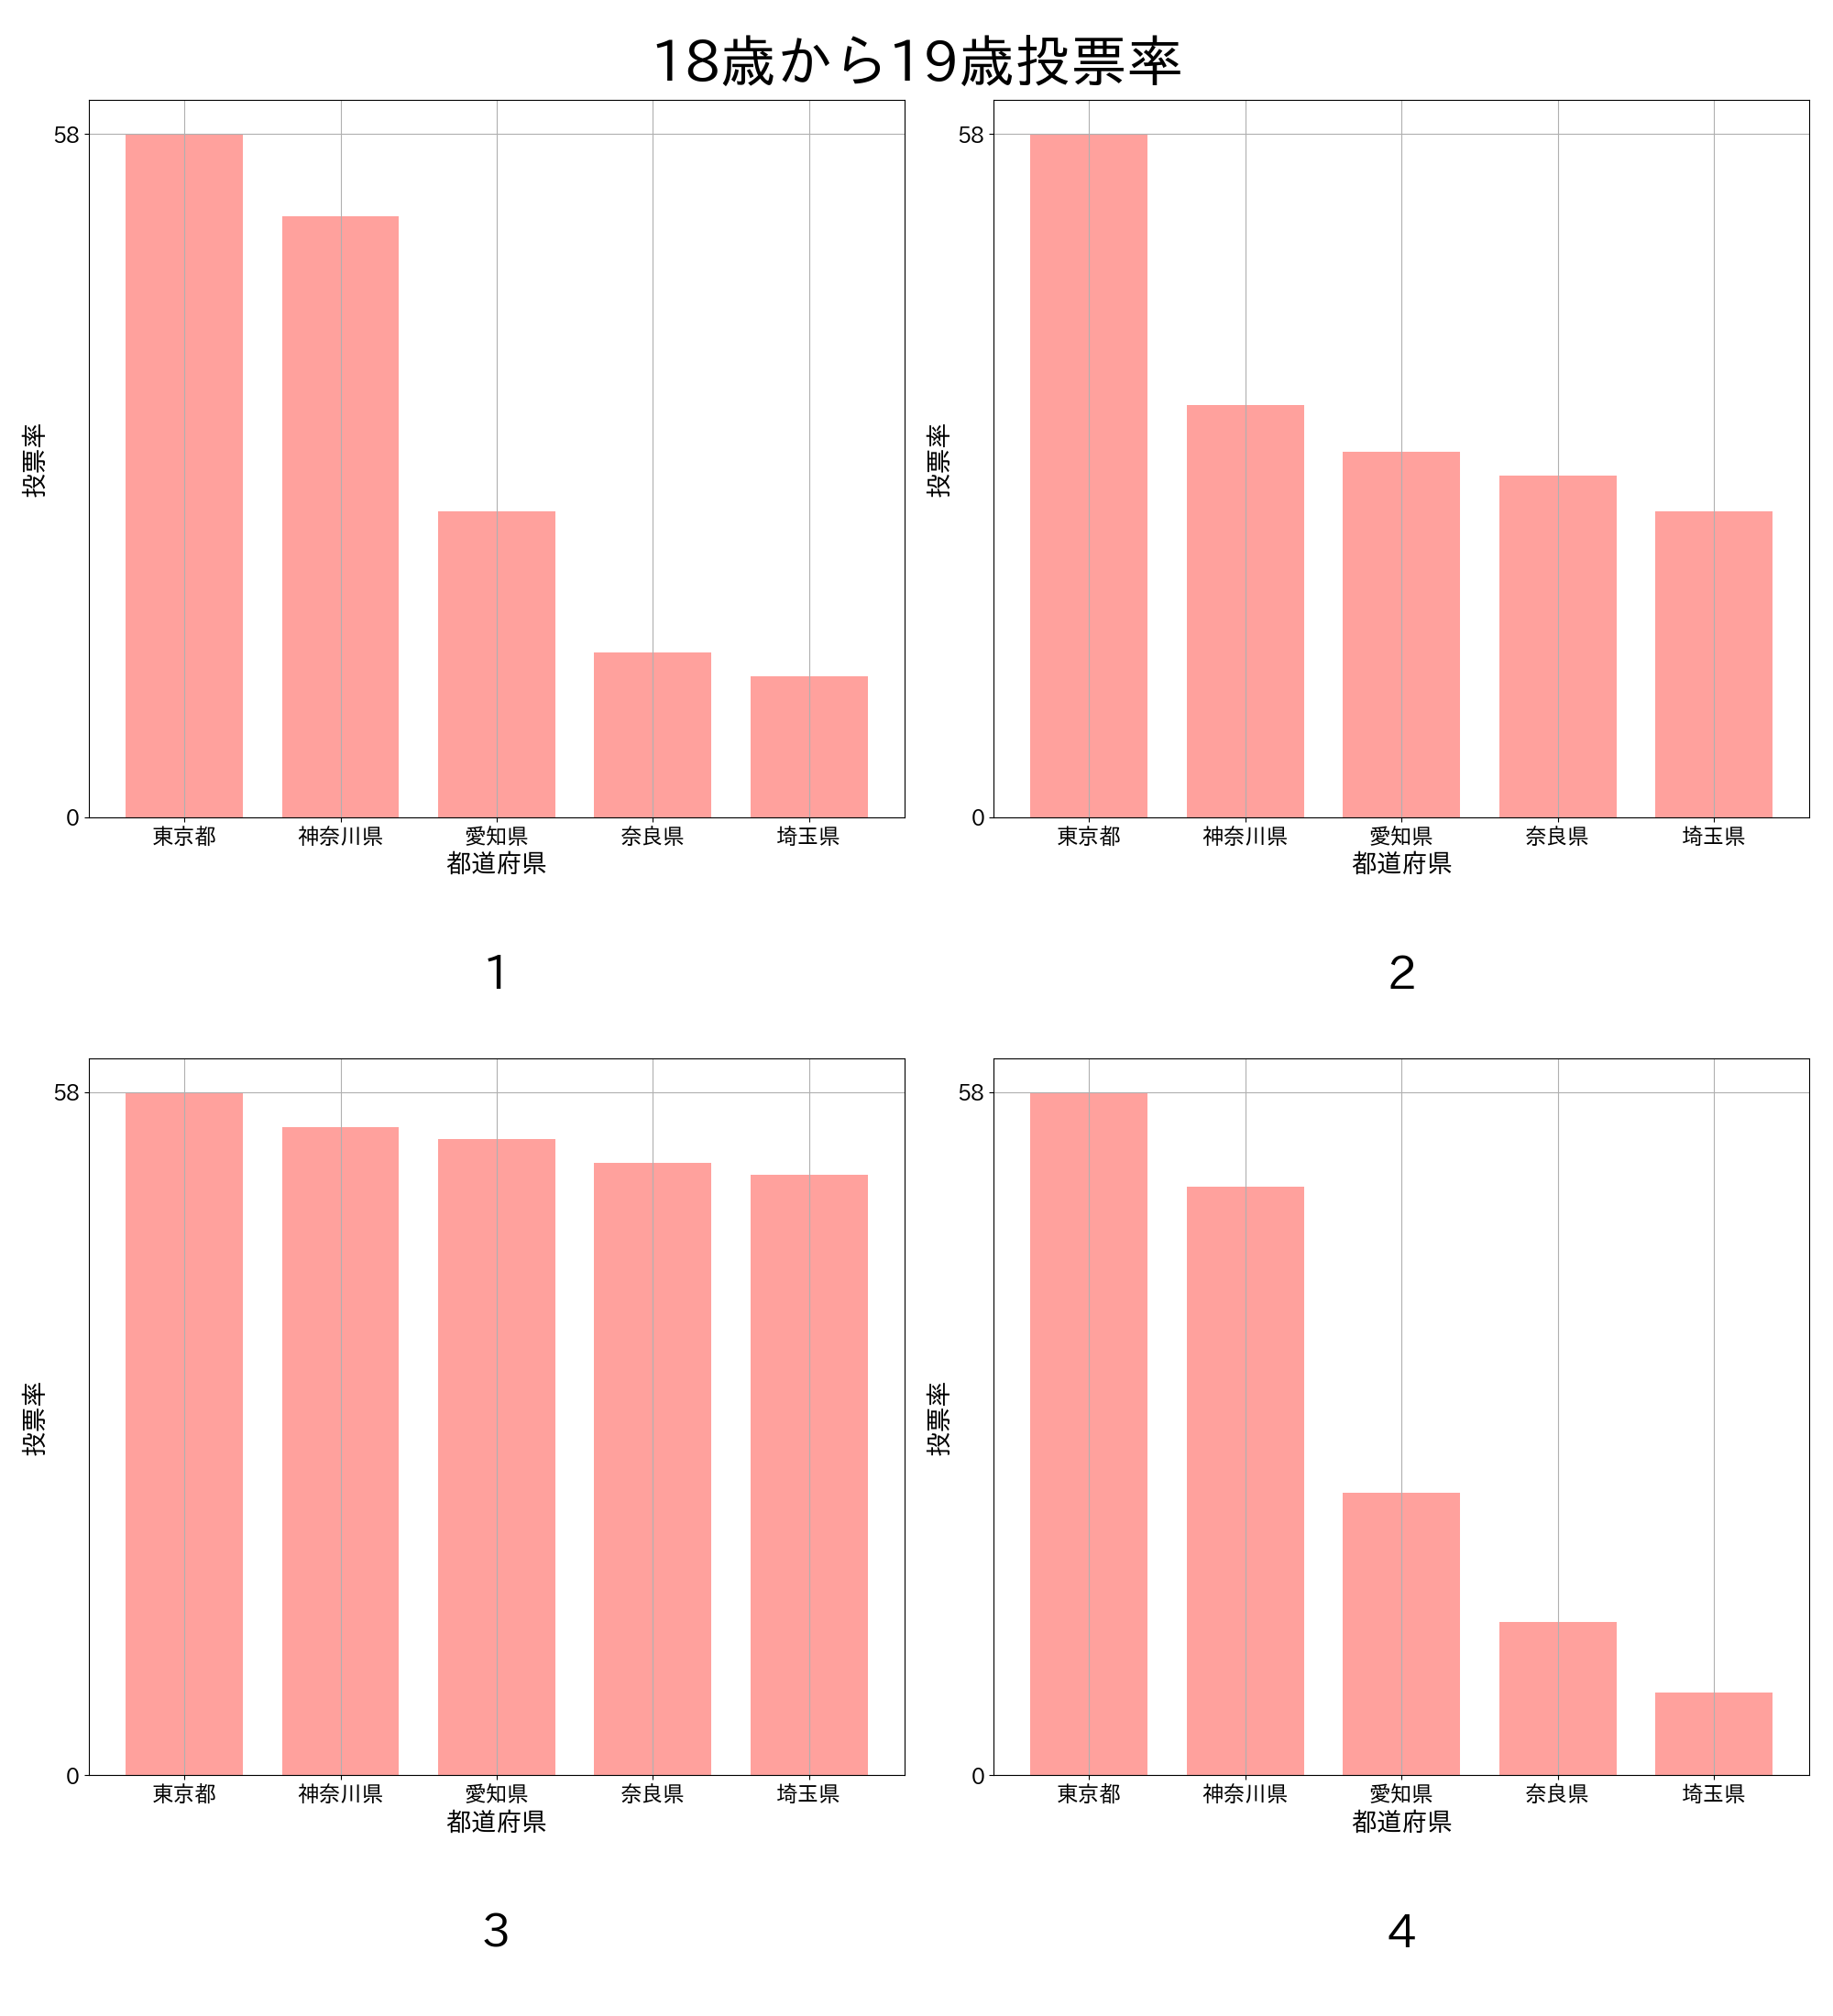 18歳から19歳投票率
58
0
投票率
東京都 神奈川県 愛知県 奈良県 埼玉県
都道府県
1
58
0
投票率
東京都 神奈川県 愛知県 奈良県 埼玉県
都道府県
2
58
0
投票率
東京都 神奈川県 愛知県 奈良県 埼玉県
都道府県
3
58
0
投票率
東京都 神奈川県 愛知県 奈良県 埼玉県
都道府県
4